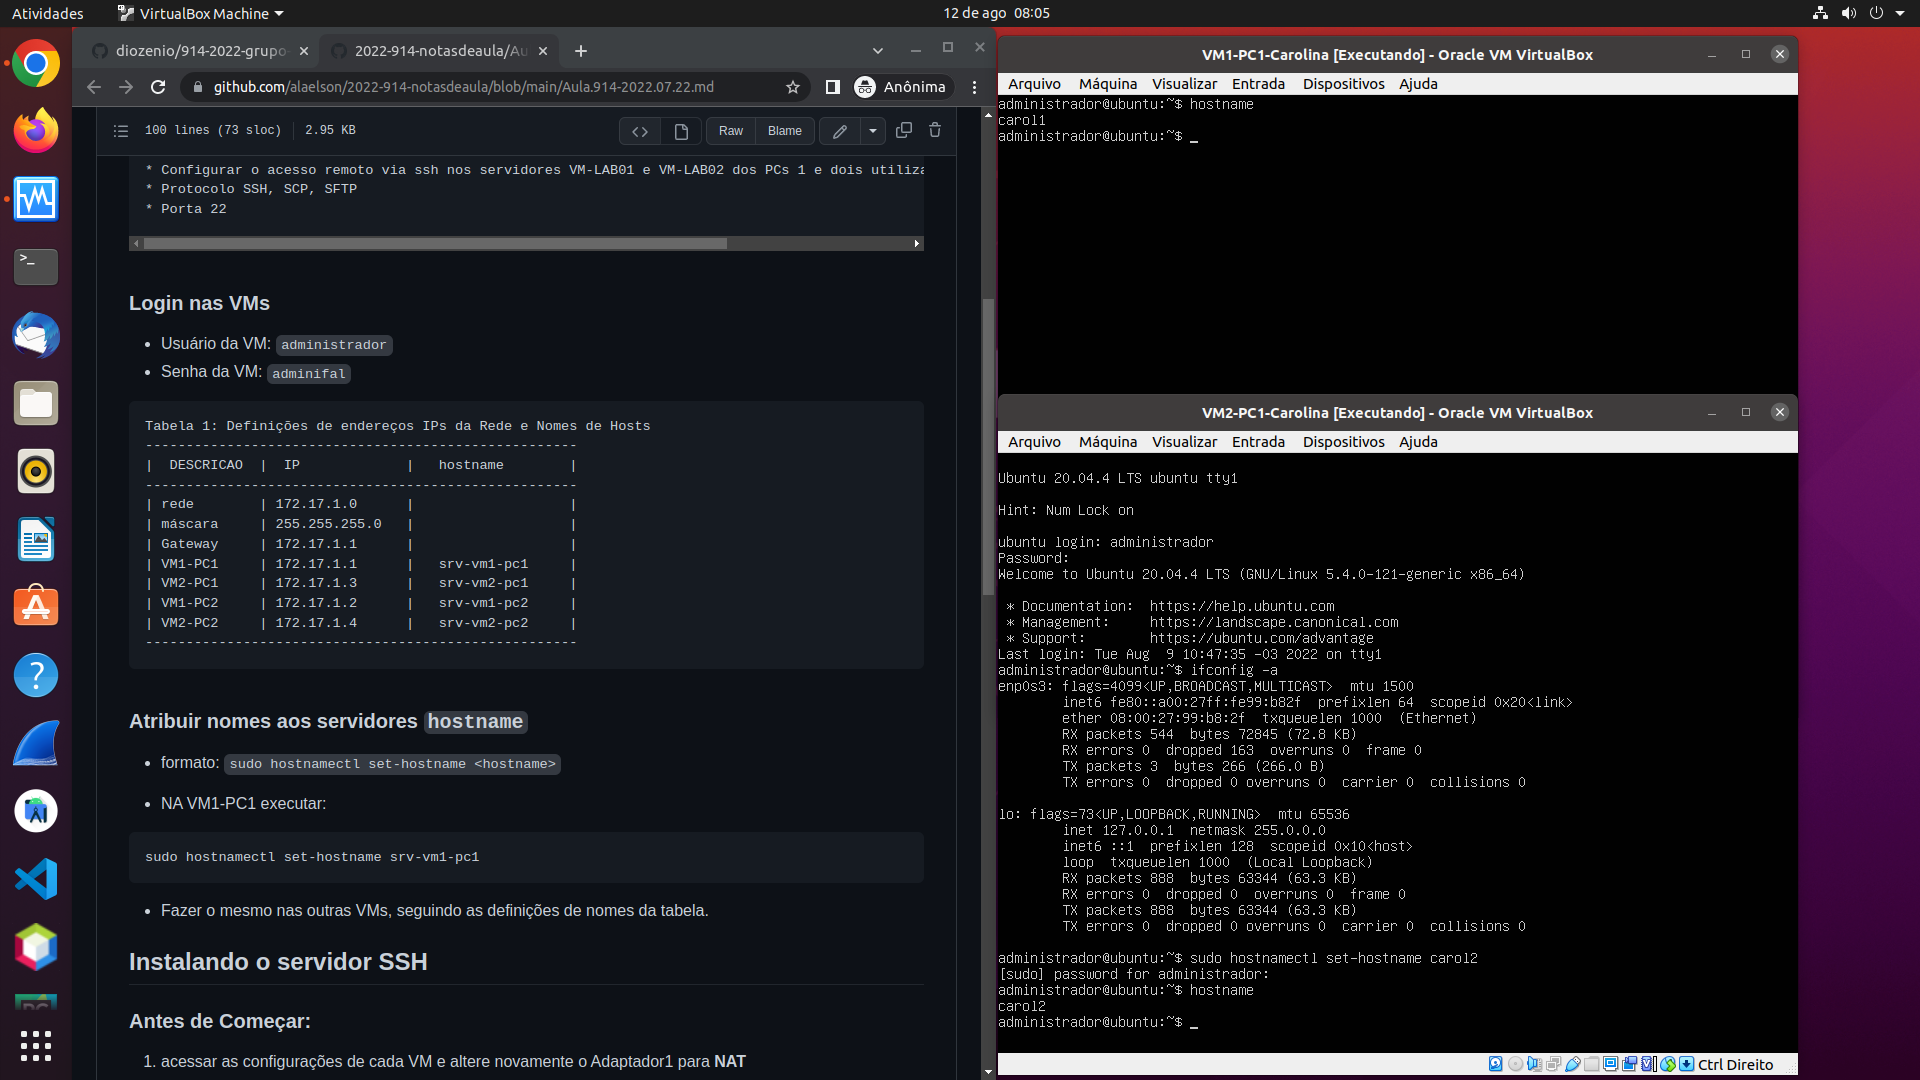 Atividades
VirtualBox Machine
12 de ago 08:05
diozenio/914-2022-grupo-
2022-914-notasdeaula/Au
github.com/alaelson/2022-914-notasdeaula/blob/main/Aula.914-2022.07.22.md
Anônima
100 lines (73 sloc) 2.95 KB
Raw Blame
* Configurar o acesso remoto via ssh nos servidores VM-LAB01 e VM-LAB02 dos PCs 1 e dois utiliza
* Protocolo SSH, SCP, SFTP
* Porta 22
Login nas VMs
• Usuário da VM: administrador
• Senha da VM: adminifal
Tabela 1: Definições de endereços IPs da Rede e Nomes de Hosts
-----------------------------------------------------
|  DESCRICAO  |  IP             |   hostname        |
-----------------------------------------------------
| rede        | 172.17.1.0      |                   |
| máscara     | 255.255.255.0   |                   |
| Gateway     | 172.17.1.1      |                   |
| VM1-PC1     | 172.17.1.1      |   srv-vm1-pc1     |
| VM2-PC1     | 172.17.1.3      |   srv-vm2-pc1     |
| VM1-PC2     | 172.17.1.2      |   srv-vm1-pc2     |
| VM2-PC2     | 172.17.1.4      |   srv-vm2-pc2     |
-----------------------------------------------------
Atribuir nomes aos servidores hostname
• formato: sudo hostnamectl set-hostname <hostname>
• NA VM1-PC1 executar:
sudo hostnamectl set-hostname srv-vm1-pc1
• Fazer o mesmo nas outras VMs, seguindo as definições de nomes da tabela.
Instalando o servidor SSH
Antes de Começar:
1. acessar as configurações de cada VM e altere novamente o Adaptador1 para NAT
VM1-PC1-Carolina [Executando] - Oracle VM VirtualBox
Arquivo Máquina Visualizar Entrada Dispositivos Ajuda
administrador@ubuntu:~$ hostname
carol1
administrador@ubuntu:~$ _
VM2-PC1-Carolina [Executando] - Oracle VM VirtualBox
Arquivo Máquina Visualizar Entrada Dispositivos Ajuda
Ubuntu 20.04.4 LTS ubuntu tty1
Hint: Num Lock on
ubuntu login: administrador
Password:
Welcome to Ubuntu 20.04.4 LTS (GNU/Linux 5.4.0-121-generic x86_64)
* Documentation:  https://help.ubuntu.com
* Management:     https://landscape.canonical.com
* Support:        https://ubuntu.com/advantage
Last login: Tue Aug  9 10:47:35 -03 2022 on tty1
administrador@ubuntu:~$ ifconfig -a
enp0s3: flags=4099<UP,BROADCAST,MULTICAST>  mtu 1500
inet6 fe80::a00:27ff:fe99:b82f  prefixlen 64  scopeid 0x20<link>
ether 08:00:27:99:b8:2f  txqueuelen 1000  (Ethernet)
RX packets 544  bytes 72845 (72.8 KB)
RX errors 0  dropped 163  overruns 0  frame 0
TX packets 3  bytes 266 (266.0 B)
TX errors 0  dropped 0 overruns 0  carrier 0  collisions 0
lo: flags=73<UP,LOOPBACK,RUNNING>  mtu 65536
inet 127.0.0.1  netmask 255.0.0.0
inet6 ::1  prefixlen 128  scopeid 0x10<host>
loop  txqueuelen 1000  (Local Loopback)
RX packets 888  bytes 63344 (63.3 KB)
RX errors 0  dropped 0  overruns 0  frame 0
TX packets 888  bytes 63344 (63.3 KB)
TX errors 0  dropped 0 overruns 0  carrier 0  collisions 0
administrador@ubuntu:~$ sudo hostnamectl set-hostname carol2
[sudo] password for administrador:
administrador@ubuntu:~$ hostname
carol2
administrador@ubuntu:~$ _
Ctrl Direito